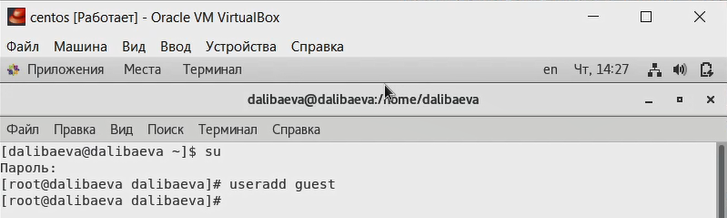 centos [Работает] - Oracle VM VirtualBox
Файл Машина Вид Ввод Устройства Справка
Приложения Места Терминал en Чт, 14:27
dalibaeva@dalibaeva:/home/dalibaeva
Файл Правка Вид Поиск Терминал Справка
[dalibaeva@dalibaeva ~]$ su
Пароль:
[root@dalibaeva dalibaeva]# useradd guest
[root@dalibaeva dalibaeva]#